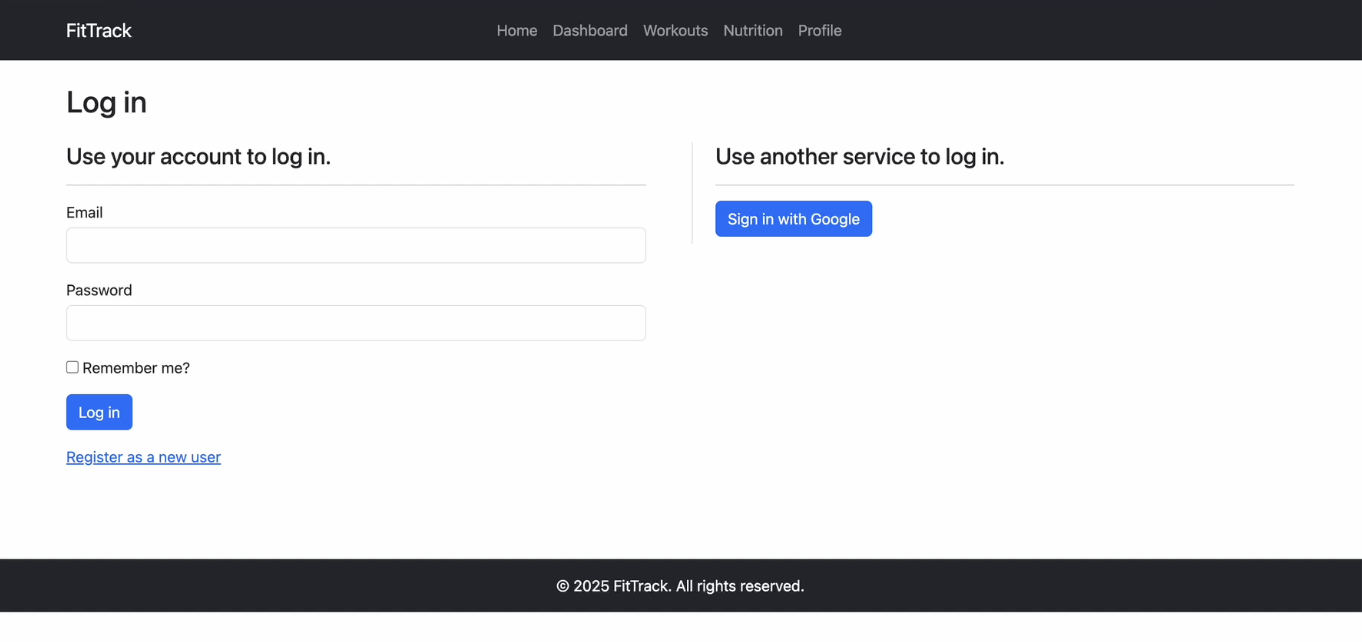 FitTrack
Home Dashboard Workouts Nutrition Profile
Log in
Use your account to log in.
Email
Password
Remember me?
Log in
Register as a new user
Use another service to log in.
Sign in with Google
© 2025 FitTrack. All rights reserved.